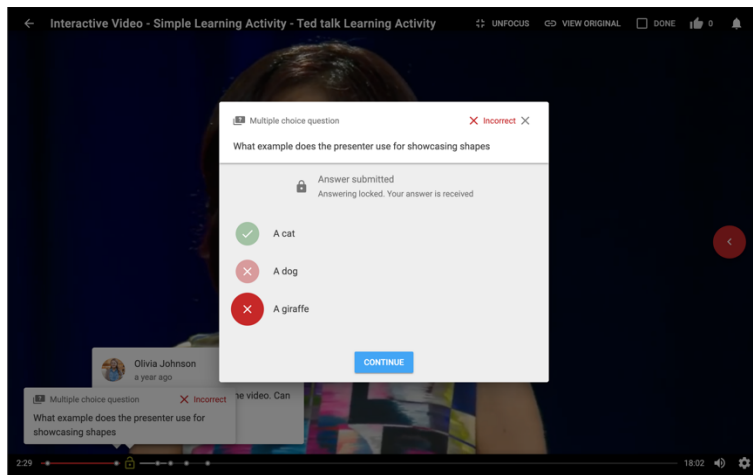 Interactive Video - Simple Learning Activity - Ted talk Learning Activity
UNFOCUS
VIEW ORIGINAL
DONE
0
Multiple choice question
Incorrect
What example does the presenter use for showcasing shapes
Answer submitted
Answering locked. Your answer is received
A cat
A dog
A giraffe
CONTINUE
Olivia Johnson
a year ago
ne video. Can
Multiple choice question
Incorrect
What example does the presenter use for
showcasing shapes
2:29
18:02